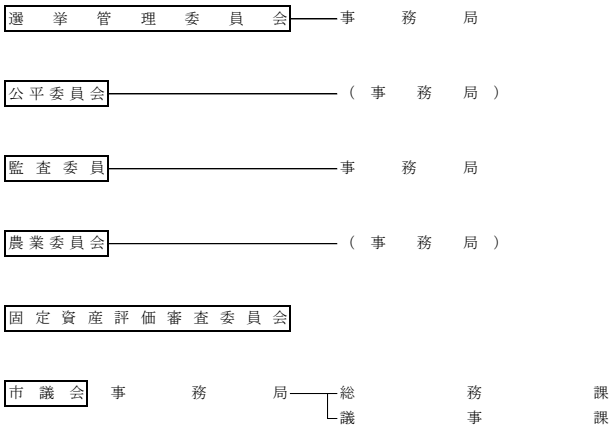 選挙管理委員会 事務局
公平委員会 (事務局)
監査委員 事務局
農業委員会 (事務局)
固定資産評価審査委員会
市議会 事務局 総務課
議事課